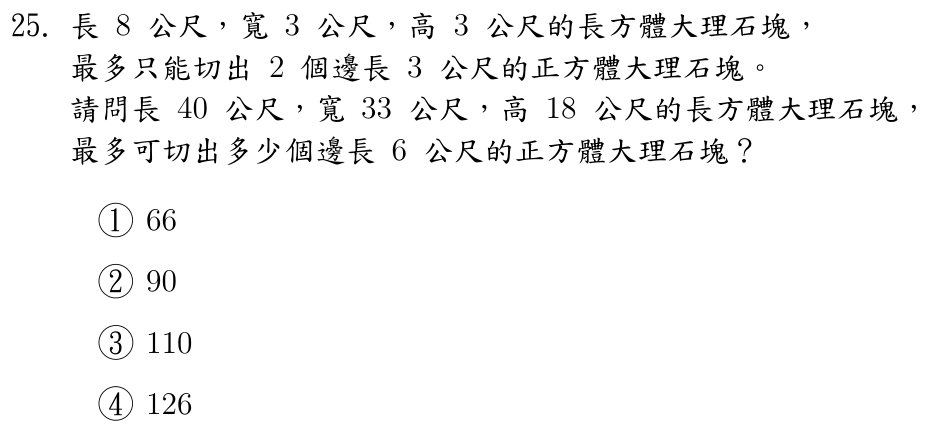 25. 長 8 公尺，寬 3 公尺，高 3 公尺的長方體大理石塊，
最多只能切出 2 個邊長 3 公尺的正方體大理石塊。
請問長 40 公尺，寬 33 公尺，高 18 公尺的長方體大理石塊，
最多可切出多少個邊長 6 公尺的正方體大理石塊？
① 66
② 90
③ 110
④ 126